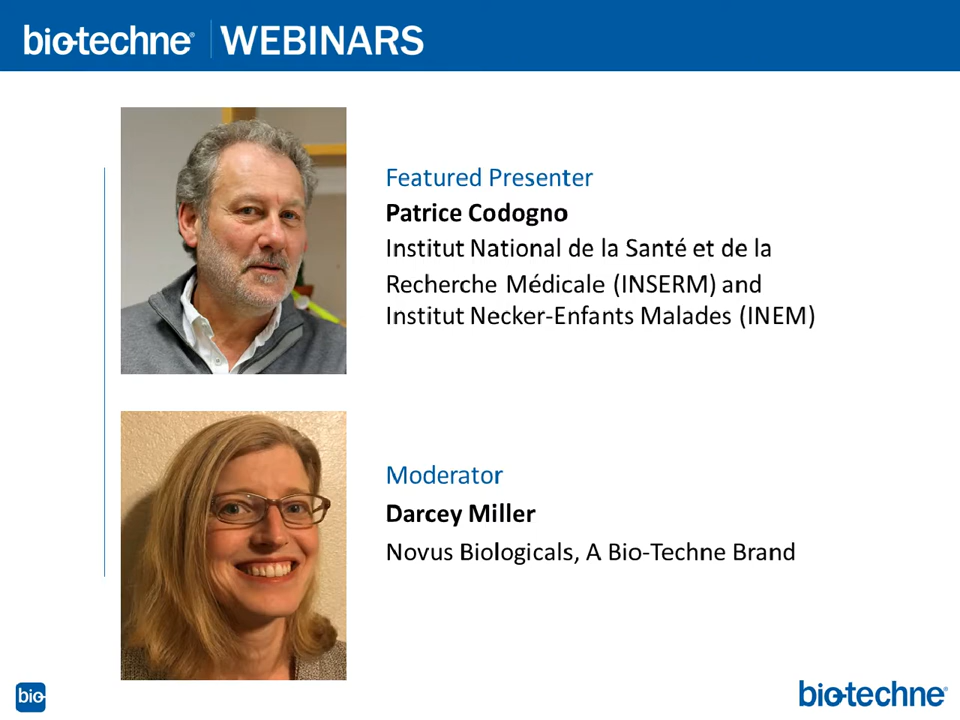 bio-techne® | WEBINARS
Featured Presenter
Patrice Codogno
Institut National de la Santé et de la
Recherche Médicale (INSERM) and
Institut Necker-Enfants Malades (INEM)
Moderator
Darcey Miller
Novus Biologicals, A Bio-Techne Brand
bio
bio-techne®